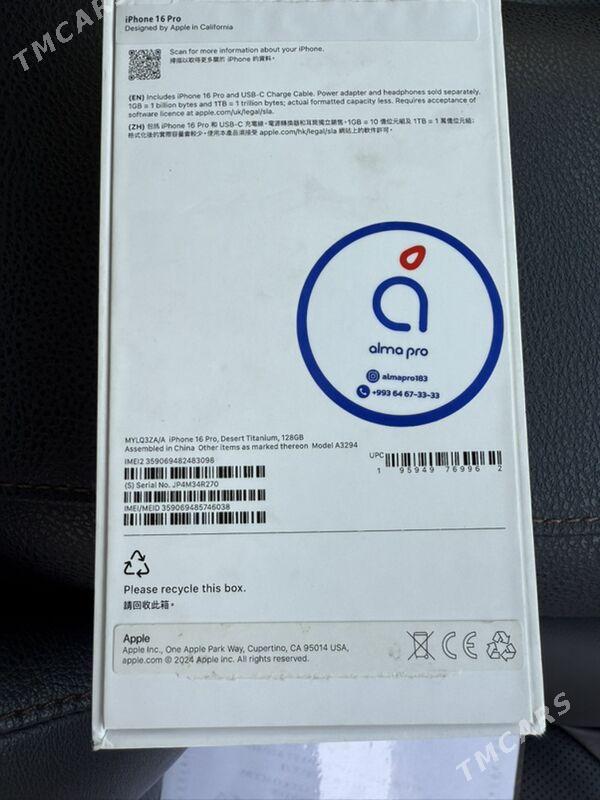 TMCARS
iPhone 16 Pro
Designed by Apple in California
Scan for more information about your iPhone.
掃描以取得更多關於 iPhone 的資料。
(EN) Includes iPhone 16 Pro and USB-C Charge Cable. Power adapter and headphones sold separately.
1GB = 1 billion bytes and 1TB = 1 trillion bytes; actual formatted capacity less. Requires acceptance of
software licence at apple.com/uk/legal/sla.
(ZH) 包括 iPhone 16 Pro 和 USB-C 充電線。電源轉換器和耳筒獨立銷售。1GB = 10 億位元組及 1TB = 1 萬億位元組；
格式化後的實際容量會較少。使用本產品須接受 apple.com/hk/legal/sla 網站上的軟件許可。
alma pro
almapro183
+993 64 67-33-33
MYLQ3ZA/A iPhone 16 Pro, Desert Titanium, 128GB
Assembled in China Other items as marked thereon Model A3294
IMEI2 359069482483098
(S) Serial No. JP4M34R270
IMEI/MEID 359069485746038
UPC
1 95949 76996 2
Please recycle this box.
請回收此箱。
Apple
Apple Inc., One Apple Park Way, Cupertino, CA 95014 USA,
apple.com © 2024 Apple Inc. All rights reserved.
CE
TMCARS